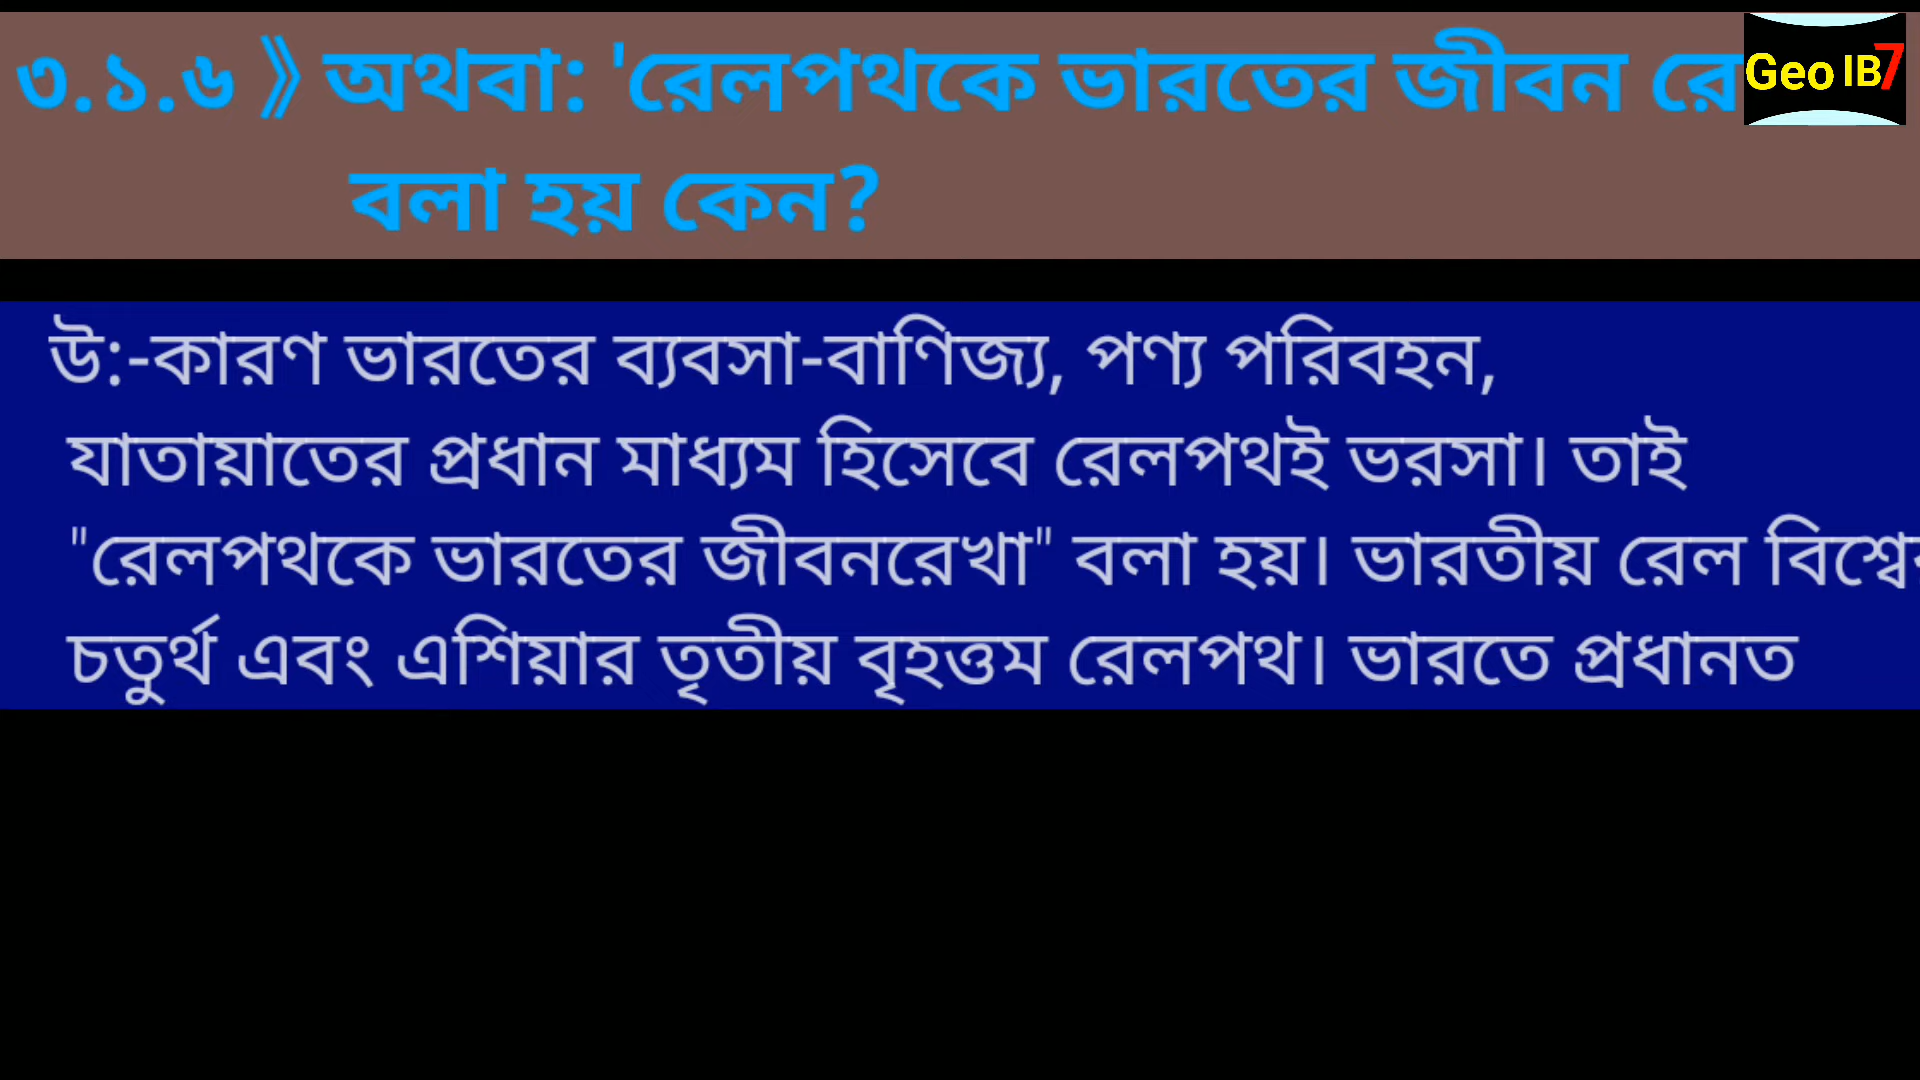 ৩.১.৬ 》অথবা: 'রেলপথকে ভারতের জীবন রে
Geo IB7
বলা হয় কেন?
উ:-কারণ ভারতের ব্যবসা-বাণিজ্য, পণ্য পরিবহন,
যাতায়াতের প্রধান মাধ্যম হিসেবে রেলপথই ভরসা। তাই
"রেলপথকে ভারতের জীবনরেখা" বলা হয়। ভারতীয় রেল
চতুর্থ এবং এশিয়ার তৃতীয় বৃহত্তম রেলপথ। ভারতে প্রধানত